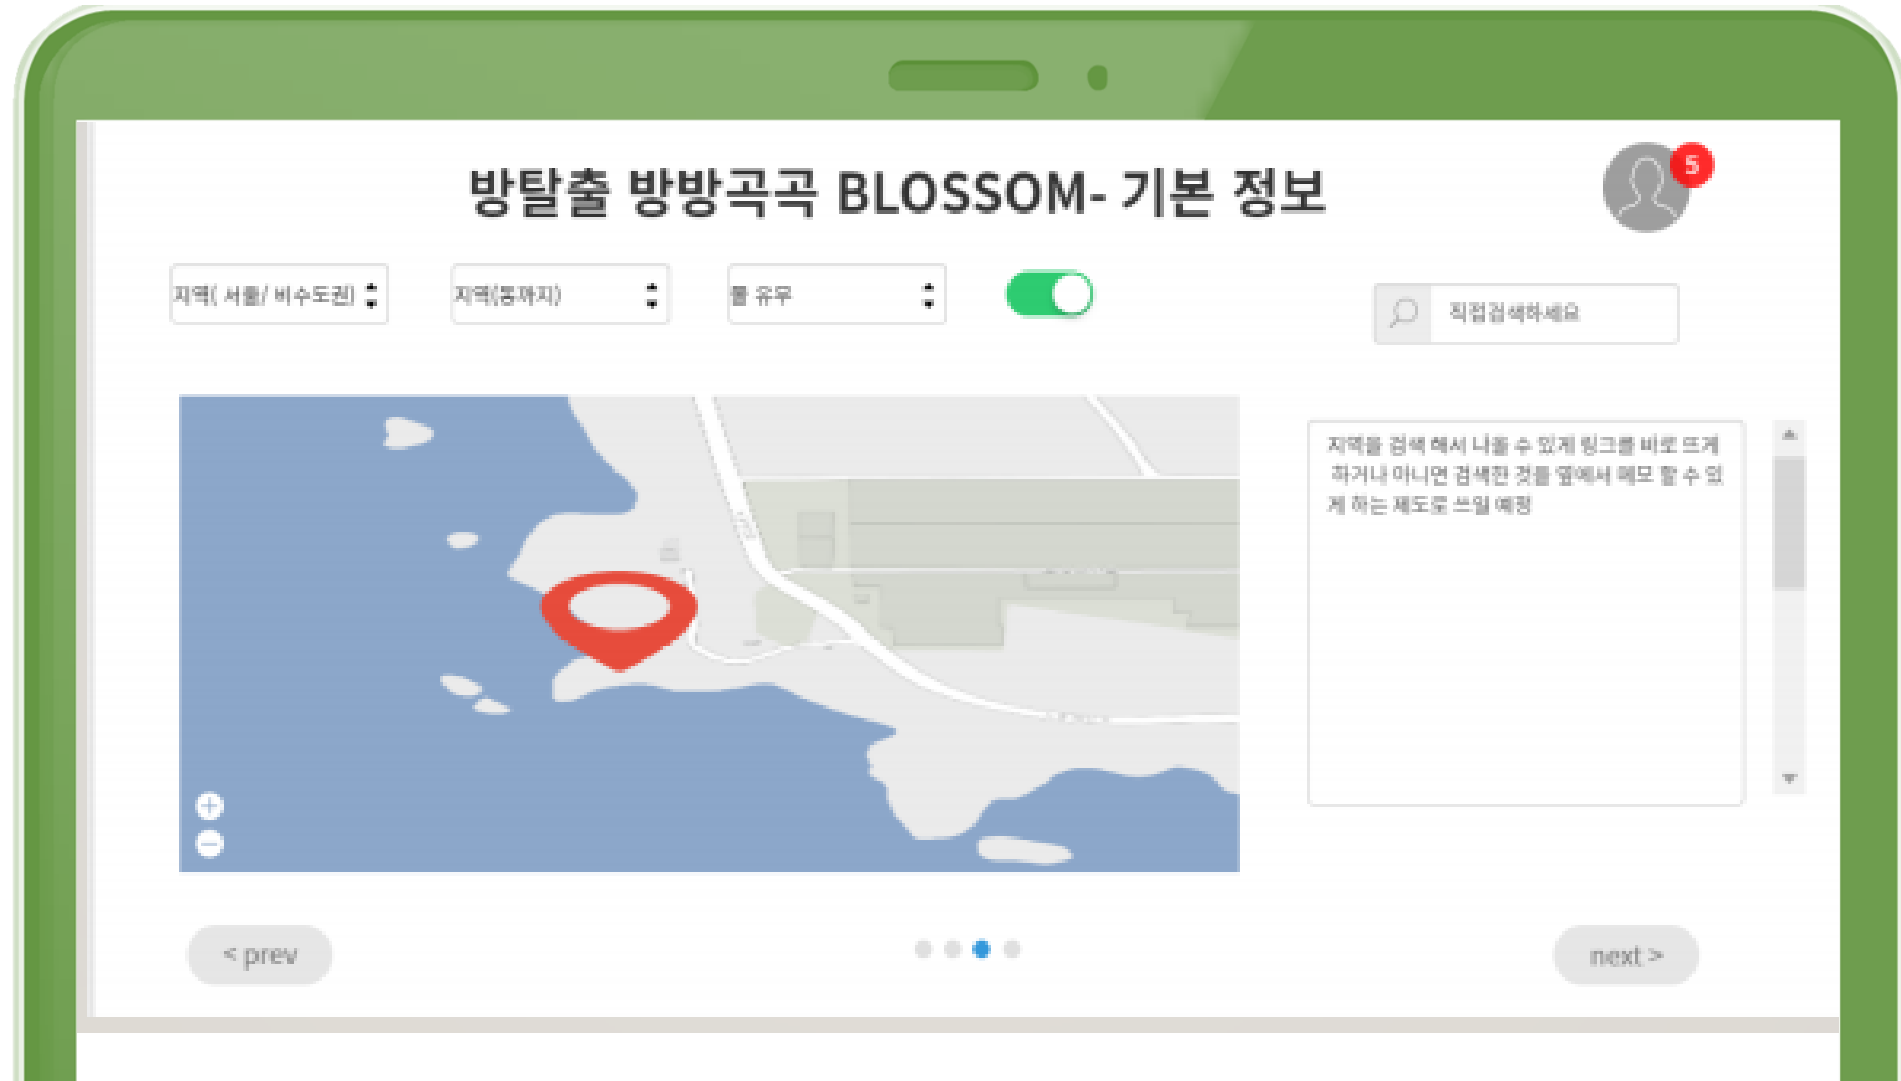 방탈출 방방곡곡 BLOSSOM- 기본 정보
5
지역( 서울/ 비수도권)
지역(동까지)
룸 유무
직접검색하세요
지역을 검색 해서 나올 수 있게 링크를 바로 뜨게
하거나 아니면 검색한 것을 옆에서 메모 할 수 있
게 하는 제도로 쓰일 예정
< prev
next >